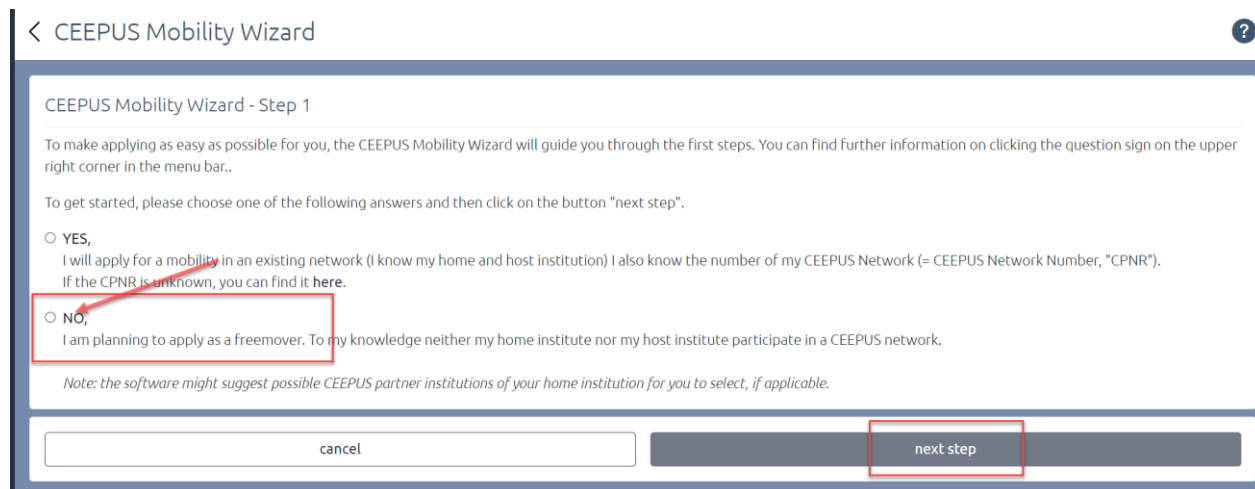 CEEPUS Mobility Wizard
?
CEEPUS Mobility Wizard - Step 1
To make applying as easy as possible for you, the CEEPUS Mobility Wizard will guide you through the first steps. You can find further information on clicking the question sign on the upper
right corner in the menu bar..
To get started, please choose one of the following answers and then click on the button "next step".
YES,
I will apply for a mobility in an existing network (I know my home and host institution) I also know the number of my CEEPUS Network (= CEEPUS Network Number, "CPNR").
If the CPNR is unknown, you can find it here.
NO,
I am planning to apply as a freemover. To my knowledge neither my home institute nor my host institute participate in a CEEPUS network.
Note: the software might suggest possible CEEPUS partner institutions of your home institution for you to select, if applicable.
cancel
next step